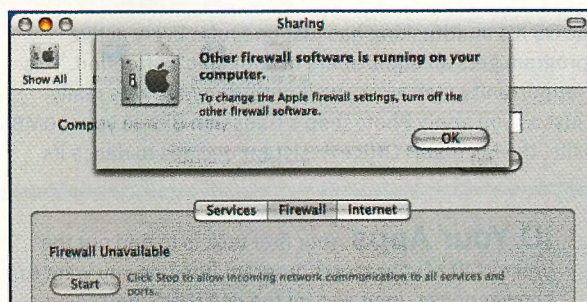 Sharing
Show All
Other firewall software is running on your
computer.
To change the Apple firewall settings, turn off the
other firewall software.
OK
Services Firewall Internet
Firewall Unavailable
Start
Click Stop to allow incoming network communication to all services and
ports.